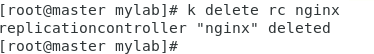 [root@master mylab]# k delete rc nginx
replicationcontroller "nginx" deleted
[root@master mylab]#